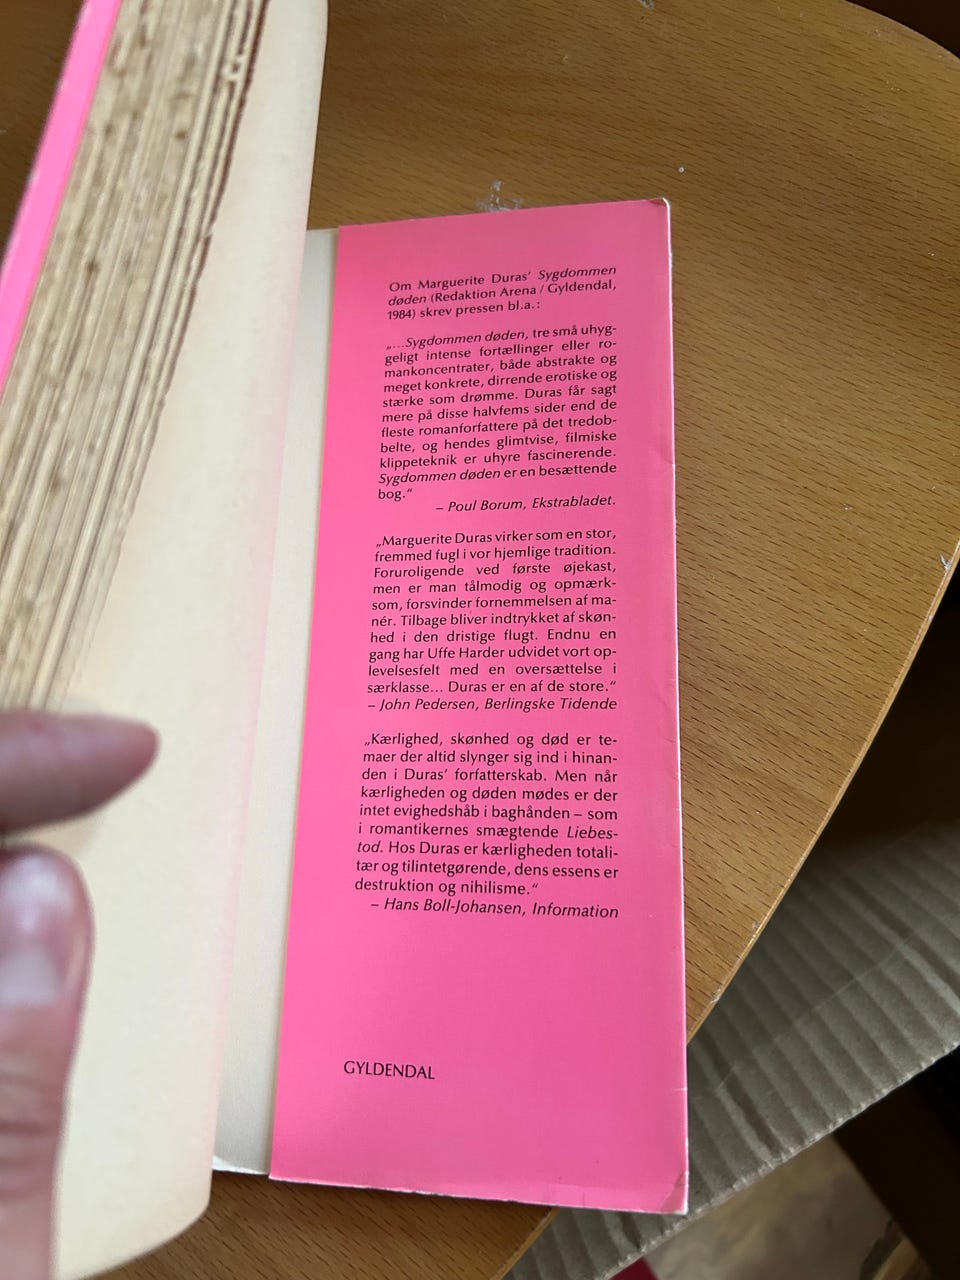 Om Marguerite Duras' Sygdommen
døden (Redaktion Arena / Gyldendal,
1984) skrev pressen bl.a.:
„...Sygdommen døden, tre små uhyg-
geligt intense fortællinger eller ro-
mankoncentrater, både abstrakte og
meget konkrete, dirrende erotiske og
stærke som drømme. Duras får sagt
mere på disse halvfems sider end de
fleste romanforfattere på det tredob-
belte, og hendes glimtvise, filmiske
klippeteknik er uhyre fascinerende.
Sygdommen døden er en besættende
bog.“
– Poul Borum, Ekstrabladet.
„Marguerite Duras virker som en stor,
fremmed fugl i vor hjemlige tradition.
Foruroligende ved første øjekast,
men er man tålmodig og opmærk-
som, forsvinder fornemmelsen af ma-
nér. Tilbage bliver indtrykket af skøn-
hed i den dristige flugt. Endnu en
gang har Uffe Harder udvidet vort op-
levelsesfelt med en oversættelse i
særklasse... Duras er en af de store.“
– John Pedersen, Berlingske Tidende
„Kærlighed, skønhed og død er te-
maer der altid slynger sig ind i hinan-
den i Duras' forfatterskab. Men når
kærligheden og døden mødes er der
intet evighedshåb i baghånden – som
i romantikernes smægtende Liebes-
tod. Hos Duras er kærligheden totali-
tær og tilintetgørende, dens essens er
destruktion og nihilisme.“
– Hans Boll-Johansen, Information
GYLDENDAL